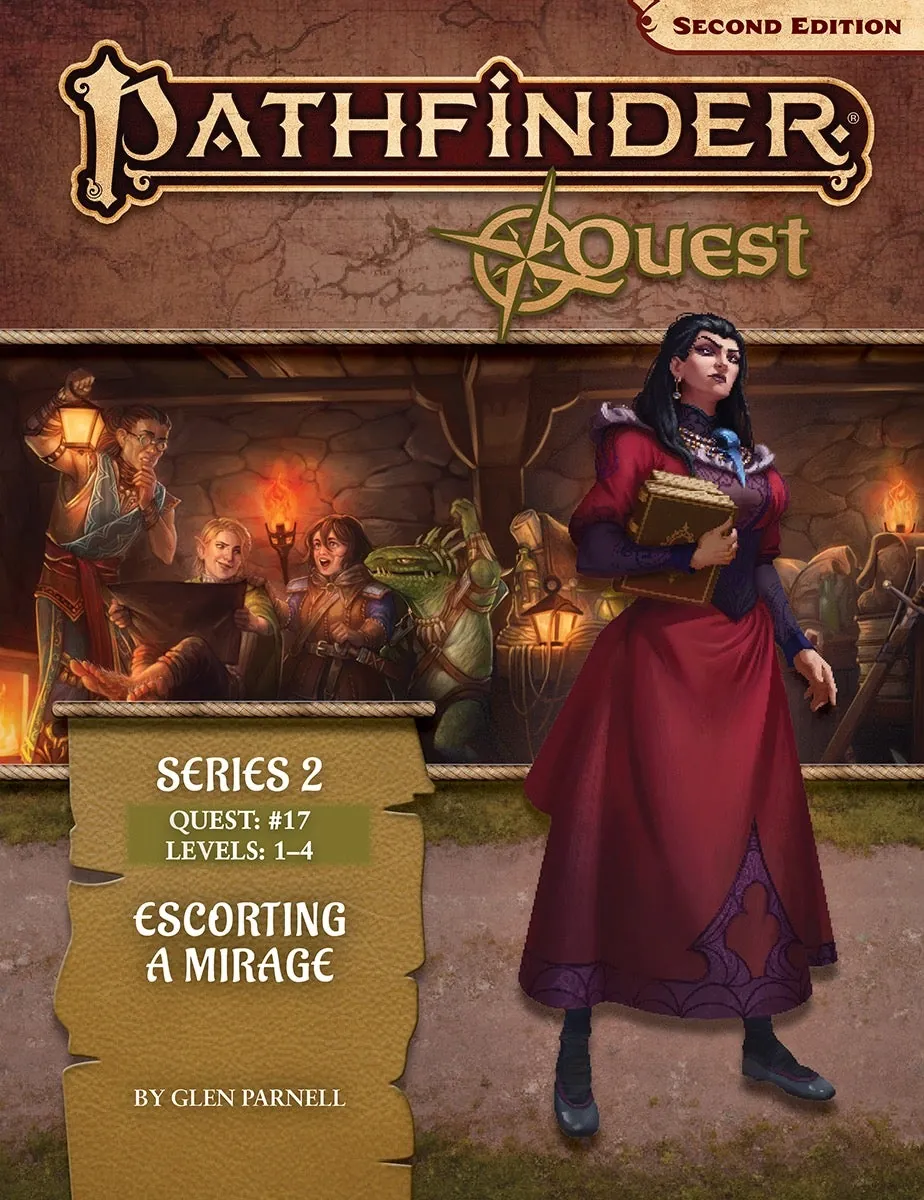 SECOND EDITION
PATHFINDER®
QUEST
SERIES 2
QUEST: #17
LEVELS: 1–4
ESCORTING
A MIRAGE
BY GLEN PARNELL